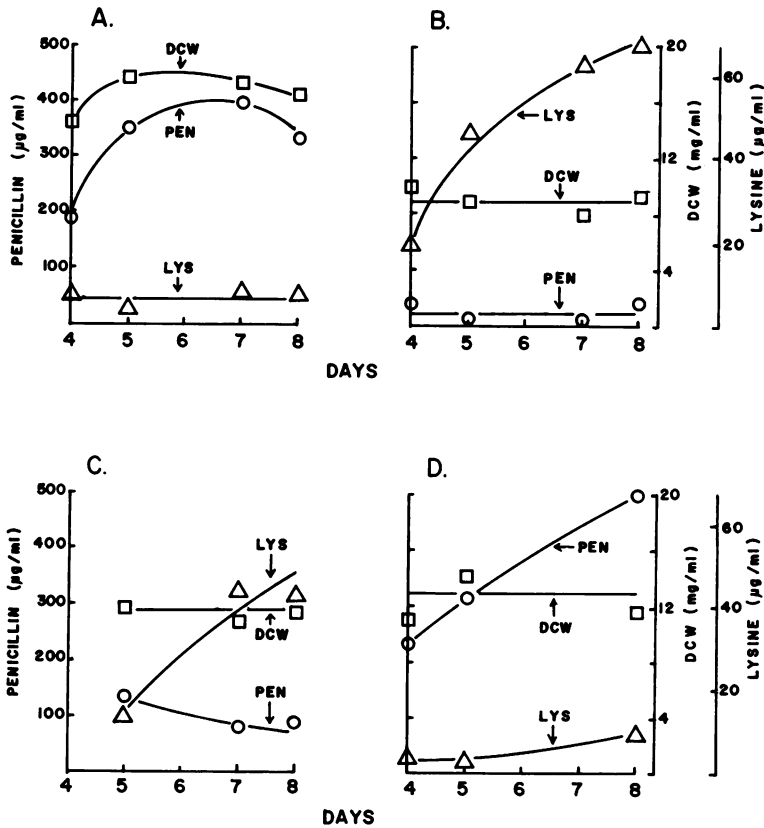 A.
500
400
300
200
100
PENICILLIN (µg/ml)
DCW
PEN
LYS
4 5 6 7 8
B.
LYS
DCW
PEN
4 5 6 7 8
20
12
4
DCW (mg/ml)
60
40
20
LYSINE (µg/ml)
DAYS
C.
500
400
300
200
100
PENICILLIN (µg/ml)
LYS
DCW
PEN
4 5 6 7 8
D.
PEN
DCW
LYS
4 5 6 7 8
20
12
4
DCW (mg/ml)
60
40
20
LYSINE (µg/ml)
DAYS